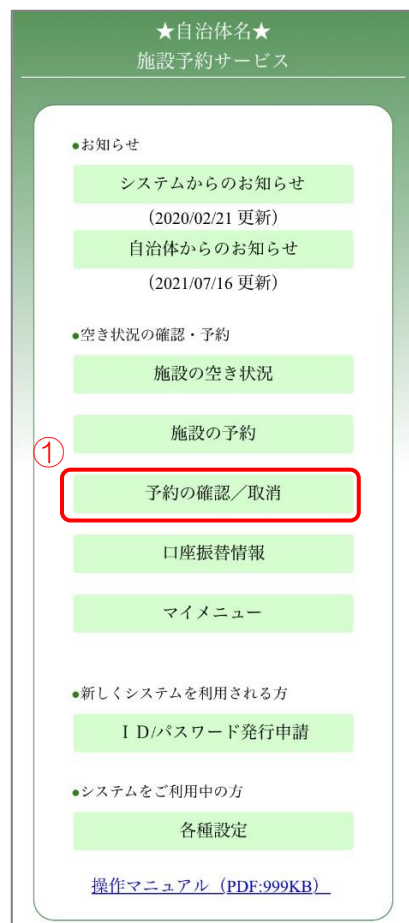 ★自治体名★
施設予約サービス
●お知らせ
システムからのお知らせ
（2020/02/21 更新）
自治体からのお知らせ
（2021/07/16 更新）
●空き状況の確認・予約
施設の空き状況
施設の予約
①
予約の確認／取消
口座振替情報
マイメニュー
●新しくシステムを利用される方
ＩＤ/パスワード発行申請
●システムをご利用中の方
各種設定
操作マニュアル（PDF:999KB）